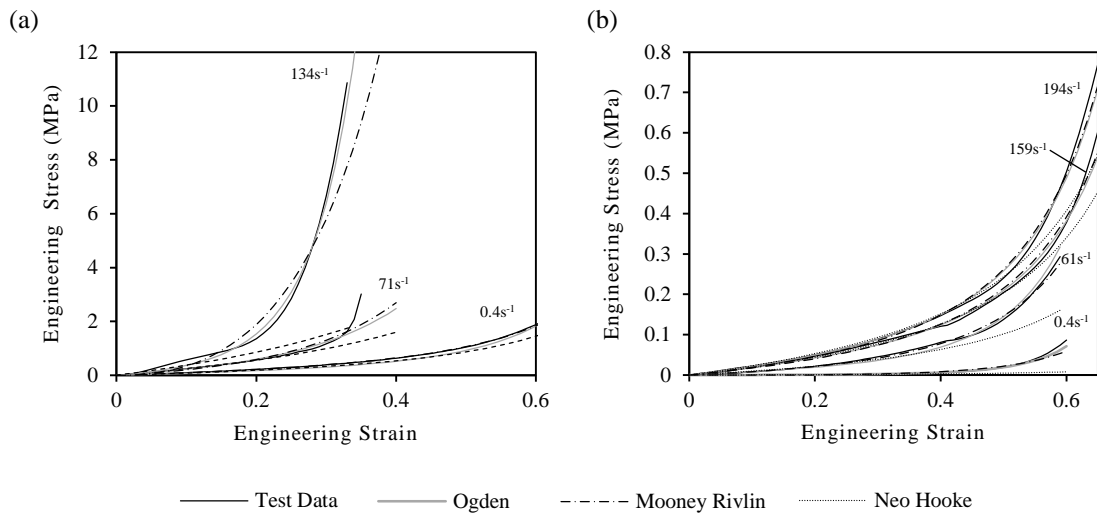 (a)
(b)
12
10
8
6
4
2
0
Engineering Stress (MPa)
134s-1
71s-1
0.4s-1
0
0.2
0.4
0.6
Engineering Strain
0.8
0.7
0.6
0.5
0.4
0.3
0.2
0.1
0
Engineering Stress (MPa)
194s-1
159s-1
61s-1
0.4s-1
0
0.2
0.4
0.6
Engineering Strain
Test Data
Ogden
Mooney Rivlin
Neo Hooke